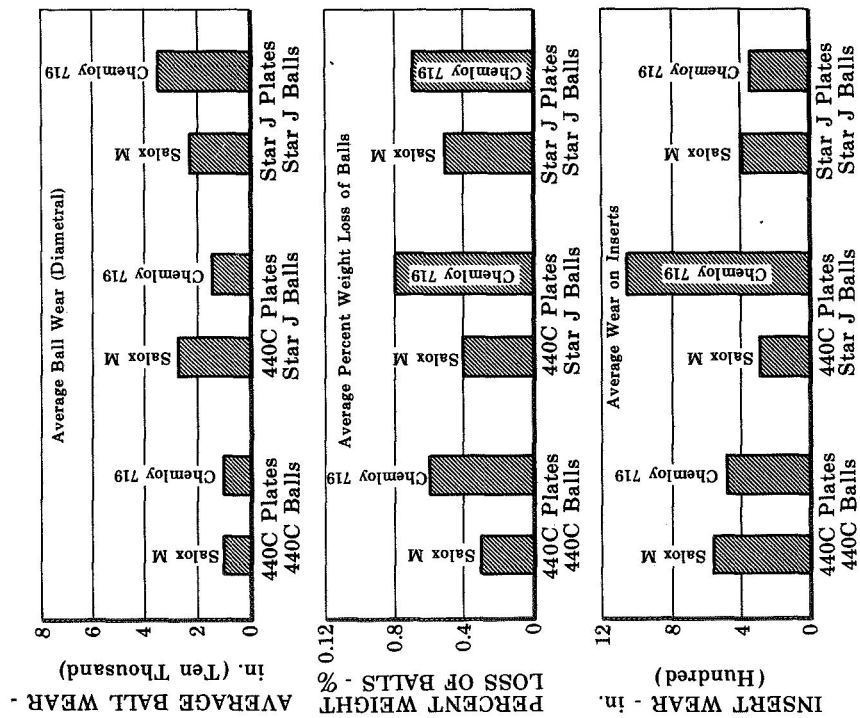 Average Ball Wear (Diametral)
AVERAGE BALL WEAR -
in. (Ten Thousand)
8
6
4
2
0
Salox M
Chemloy 719
Salox M
Chemloy 719
Salox M
Chemloy 719
440C Plates
440C Balls
440C Plates
Star J Balls
Star J Plates
Star J Balls
Average Percent Weight Loss of Balls
PERCENT WEIGHT
LOSS OF BALLS - %
0.12
0.8
0.4
0
Salox M
Chemloy 719
Salox M
Chemloy 719
Salox M
Chemloy 719
440C Plates
440C Balls
440C Plates
Star J Balls
Star J Plates
Star J Balls
Average Wear on Inserts
INSERT WEAR - in.
(Hundred)
12
8
4
0
Salox M
Chemloy 719
Salox M
Chemloy 719
Salox M
Chemloy 719
440C Plates
440C Balls
440C Plates
Star J Balls
Star J Plates
Star J Balls